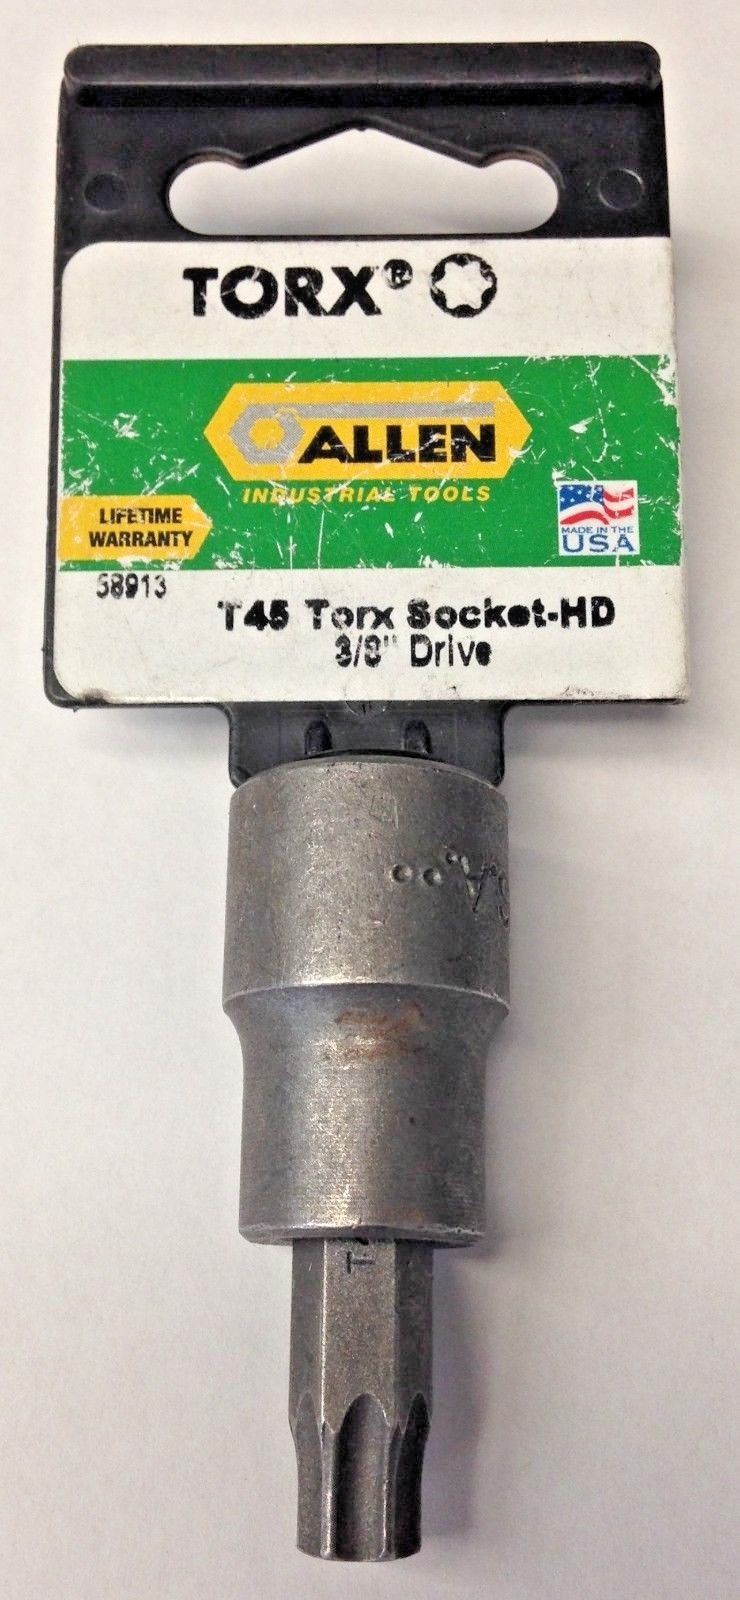 TORX®
ALLEN
INDUSTRIAL TOOLS
LIFETIME
WARRANTY
MADE IN THE
USA
58913
T45 Torx Socket-HD
3/8" Drive